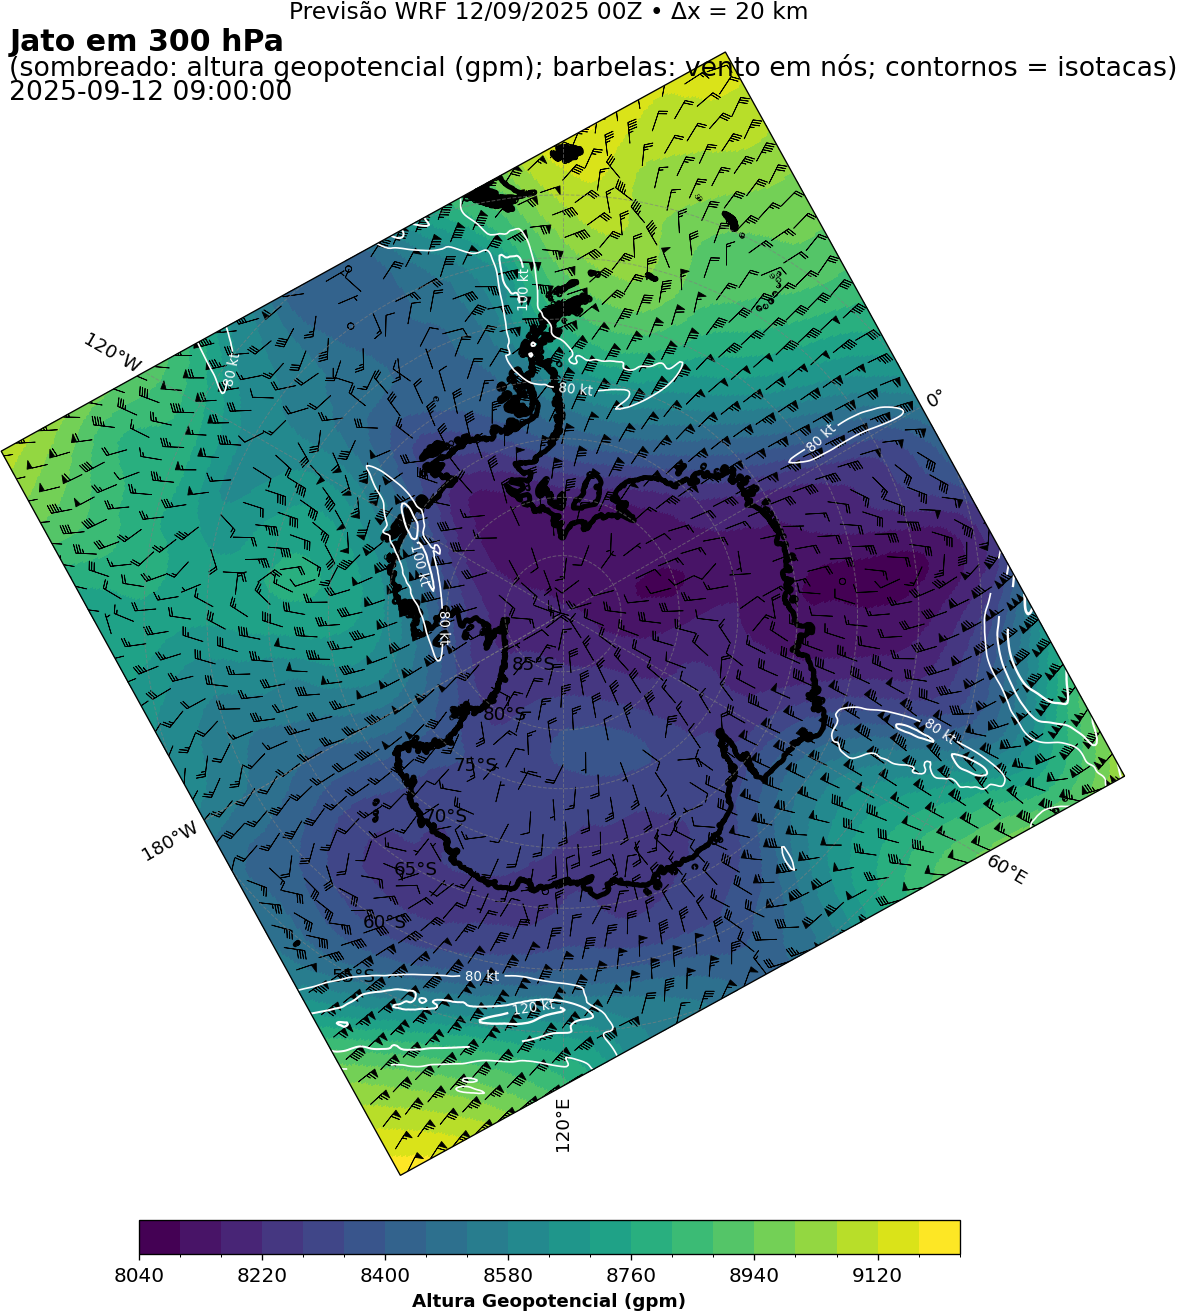 Previsão WRF 12/09/2025 00Z • Δx = 20 km
Jato em 300 hPa
(sombreado: altura geopotencial (gpm); barbelas: vento em nós; contornos = isotacas)
2025-09-12 09:00:00
100 kt
120°W
80 kt
80 kt
0°
80 kt
100 kt
80 kt
85°S
80°S
80 kt
75°S
70°S
180°W
65°S
60°E
60°S
55°S
80 kt
120 kt
120°E
8040 8220 8400 8580 8760 8940 9120
Altura Geopotencial (gpm)